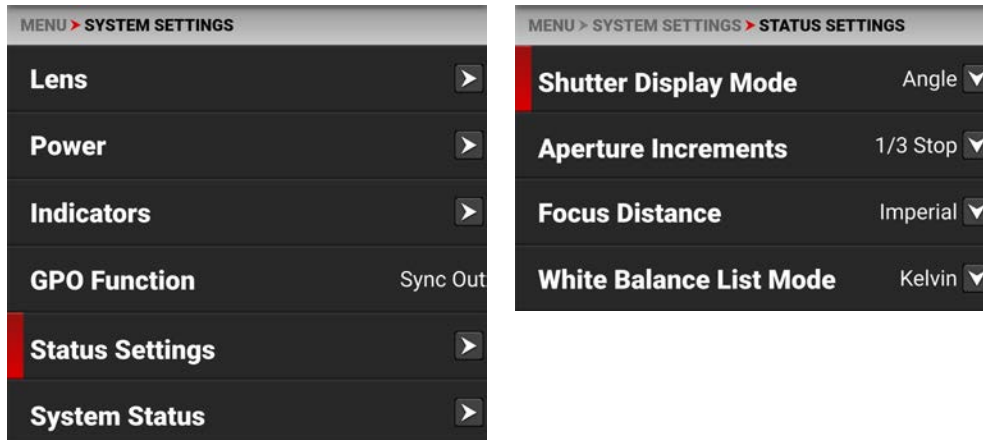 MENU > SYSTEM SETTINGS
Lens
Power
Indicators
GPO Function Sync Out
Status Settings
System Status
MENU > SYSTEM SETTINGS > STATUS SETTINGS
Shutter Display Mode Angle
Aperture Increments 1/3 Stop
Focus Distance Imperial
White Balance List Mode Kelvin